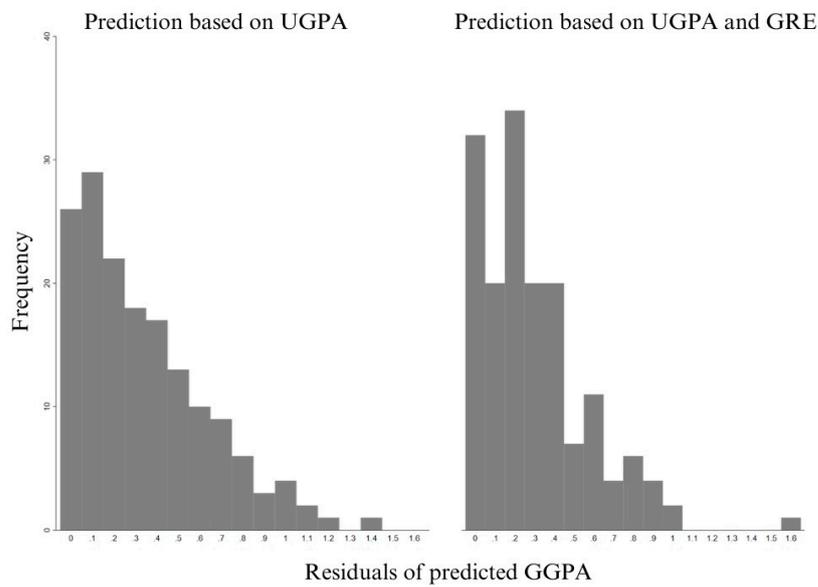 Prediction based on UGPA
Prediction based on UGPA and GRE
Frequency
40
30
20
10
0
0 .1 .2 .3 .4 .5 .6 .7 .8 .9 1 1.1 1.2 1.3 1.4 1.5 1.6
0 .1 .2 .3 .4 .5 .6 .7 .8 .9 1 1.1 1.2 1.3 1.4 1.5 1.6
Residuals of predicted GGPA